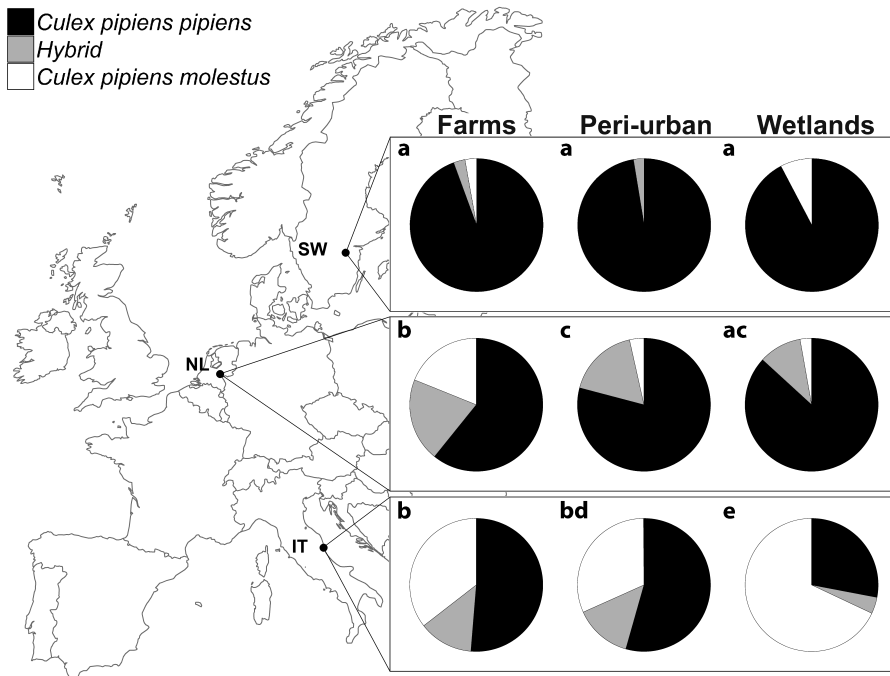 Culex pipiens pipiens
Hybrid
Culex pipiens molestus
Farms Peri-urban Wetlands
a a a
SW
b c ac
NL
b bd e
IT